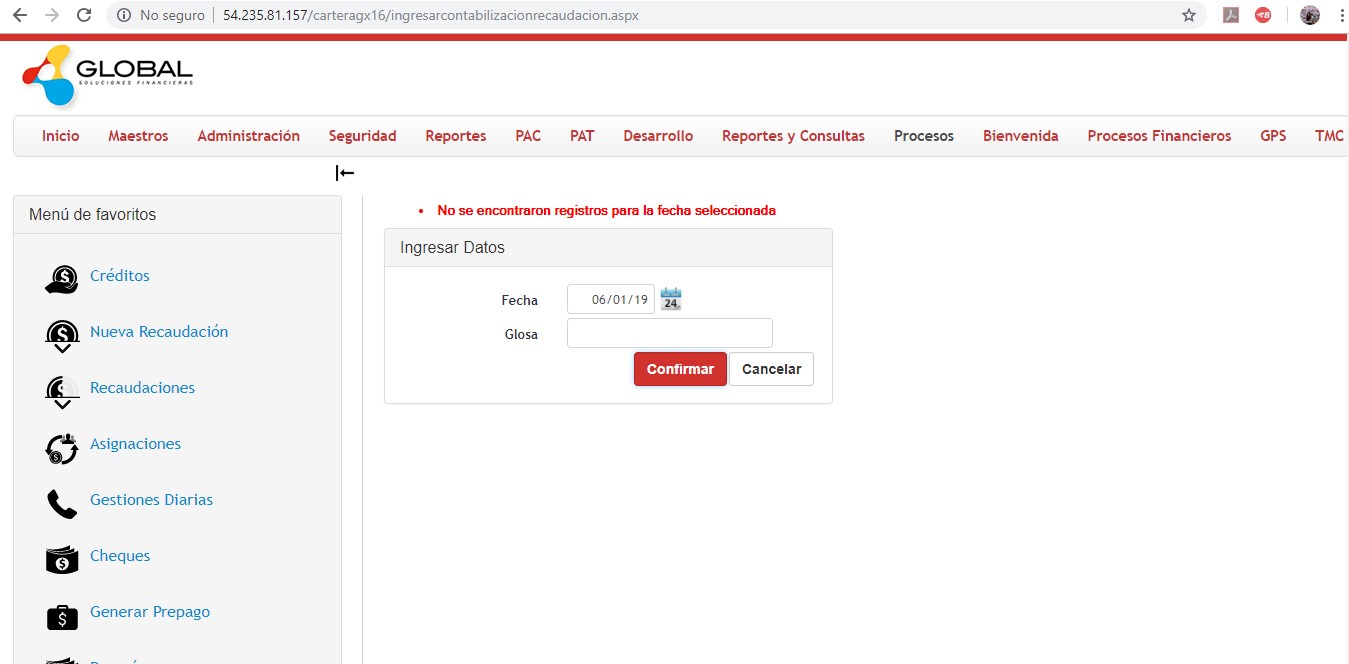 No seguro
54.235.81.157/carteragx16/ingresarcontabilizacionrecaudacion.aspx
GLOBAL
SOLUCIONES FINANCIERAS
Inicio Maestros Administración Seguridad Reportes PAC PAT Desarrollo Reportes y Consultas Procesos Bienvenida Procesos Financieros GPS TMC
Menú de favoritos
Créditos
Nueva Recaudación
Recaudaciones
Asignaciones
Gestiones Diarias
Cheques
Generar Prepago
No se encontraron registros para la fecha seleccionada
Ingresar Datos
Fecha 06/01/19 24
Glosa
Confirmar Cancelar